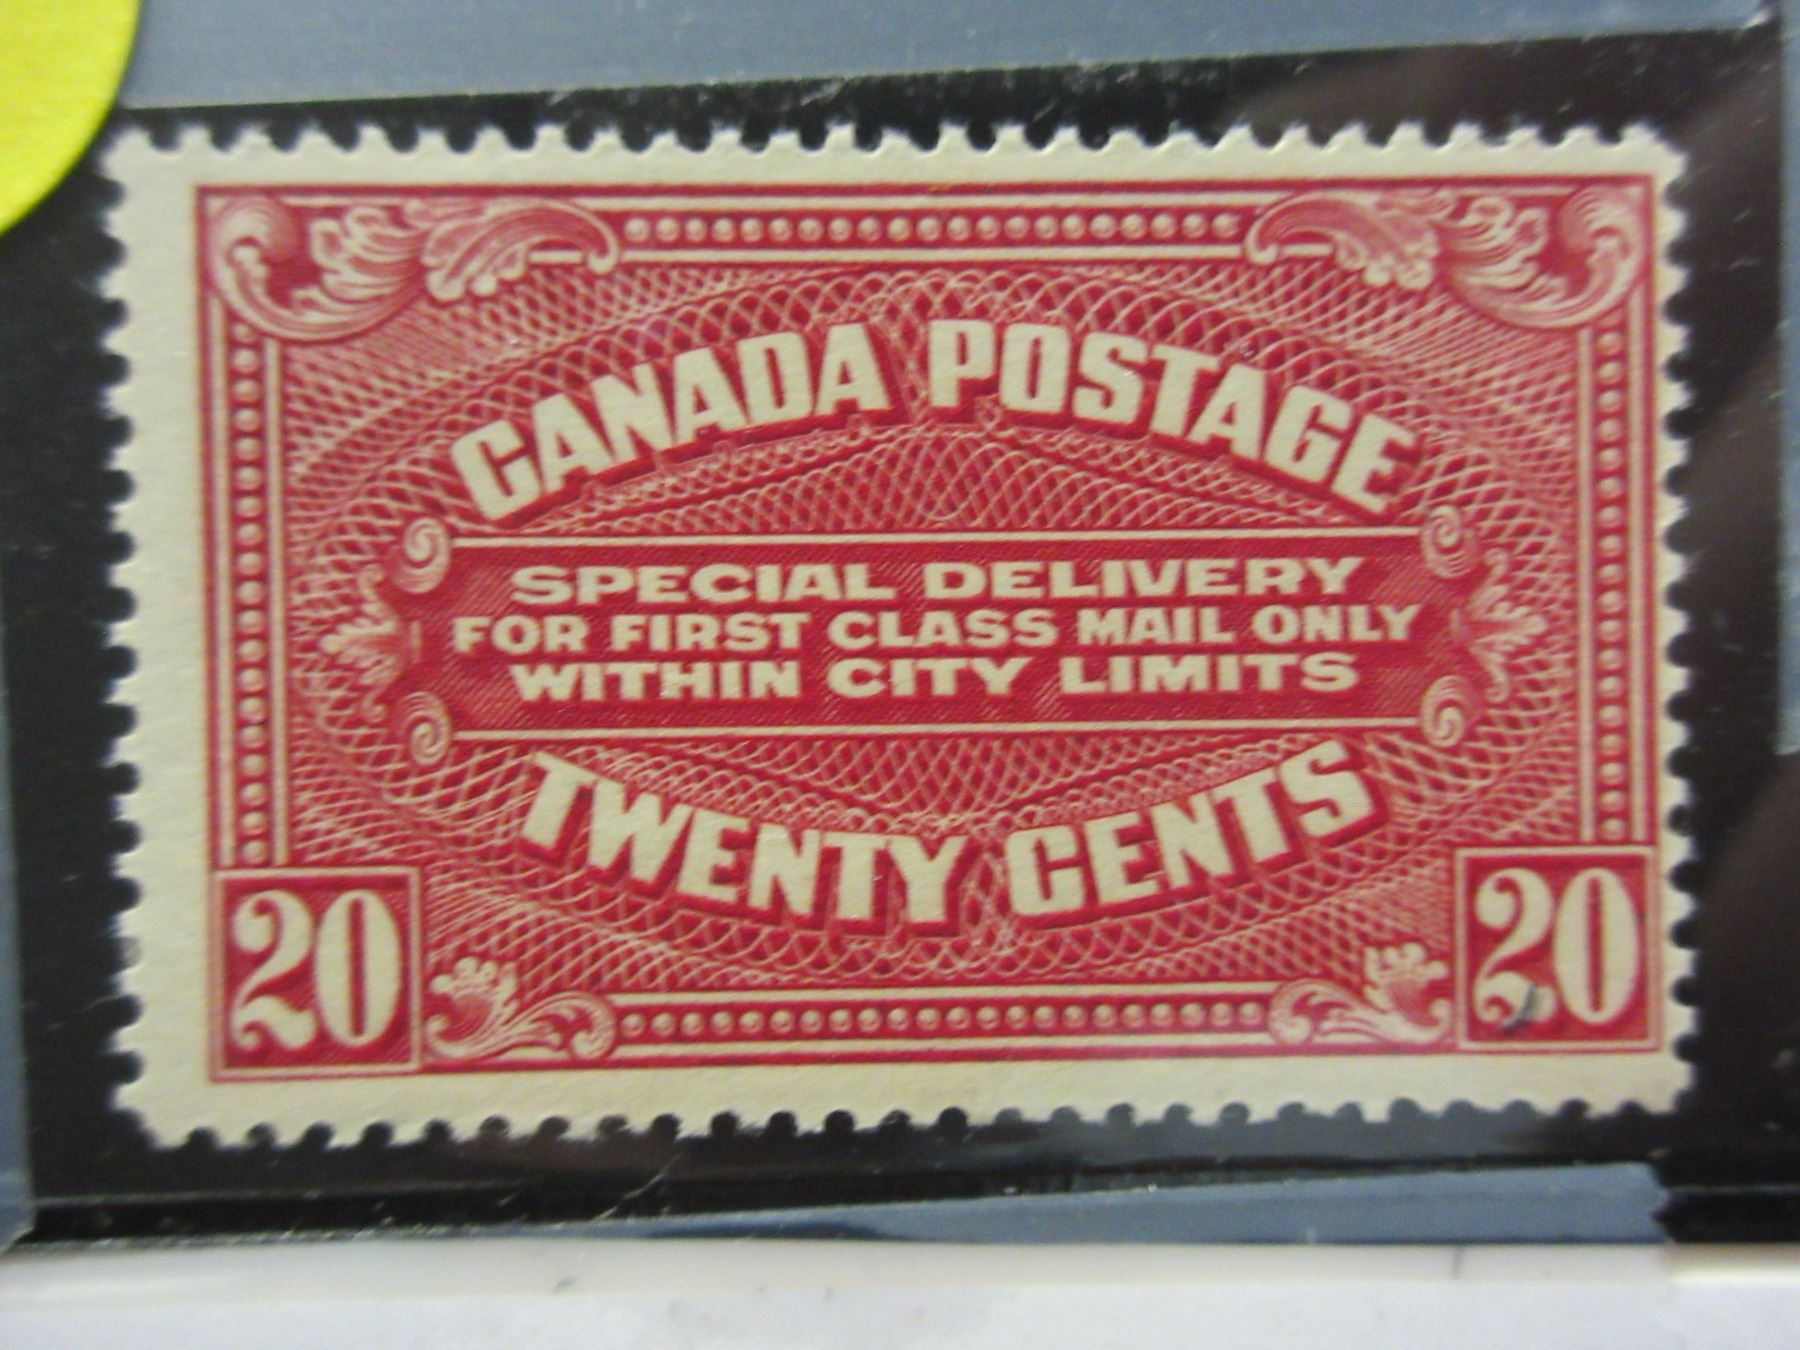 CANADA POSTAGE
SPECIAL DELIVERY
FOR FIRST CLASS MAIL ONLY
WITHIN CITY LIMITS
TWENTY CENTS
20 20